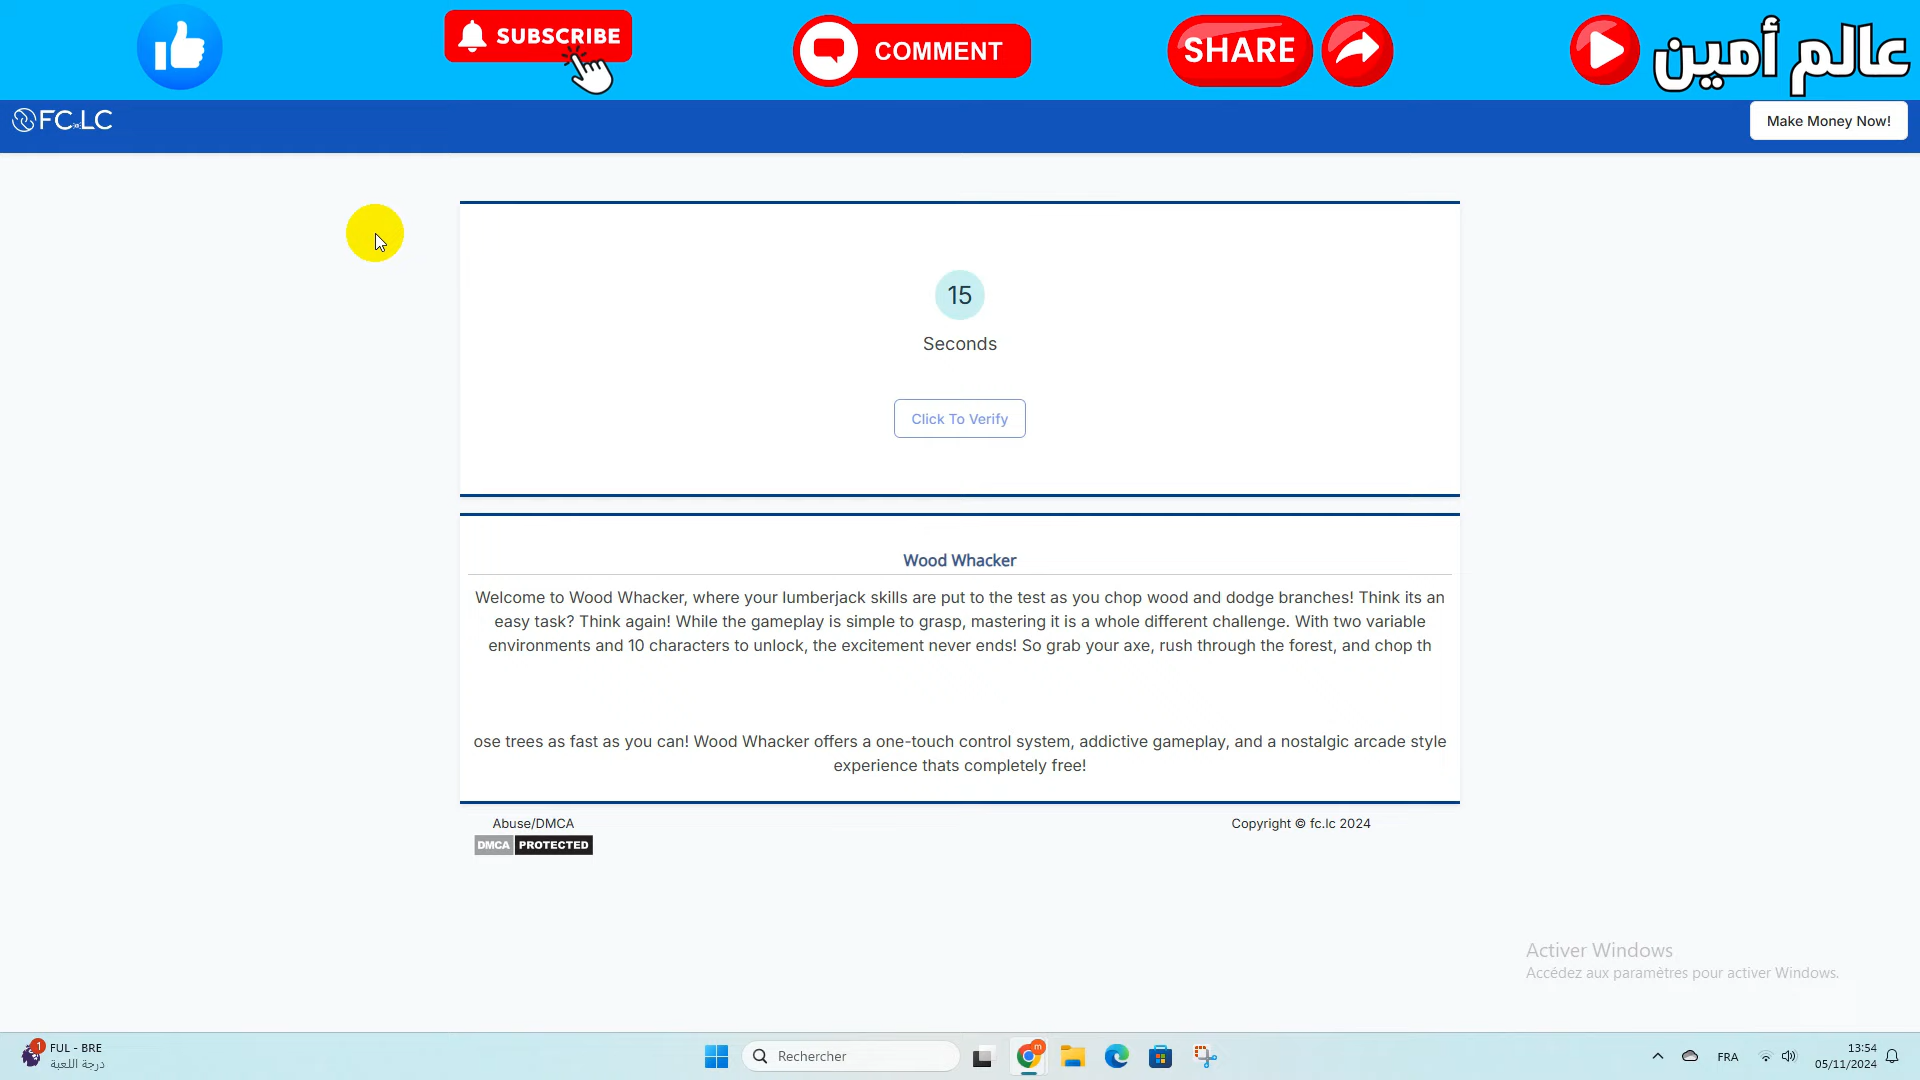 SUBSCRIBE
COMMENT
SHARE
عالم أمين
FC.LC
Make Money Now!
15
Seconds
Click To Verify
Wood Whacker
Welcome to Wood Whacker, where your lumberjack skills are put to the test as you chop wood and dodge branches! Think its an
easy task? Think again! While the gameplay is simple to grasp, mastering it is a whole different challenge. With two variable
environments and 10 characters to unlock, the excitement never ends! So grab your axe, rush through the forest, and chop th
ose trees as fast as you can! Wood Whacker offers a one-touch control system, addictive gameplay, and a nostalgic arcade style
experience thats completely free!
Abuse/DMCA
Copyright © fc.lc 2024
DMCA PROTECTED
Activer Windows
Accédez aux paramètres pour activer Windows.
1
FUL - BRE
درجة اللعبة
Rechercher
m
FRA
13:54
05/11/2024